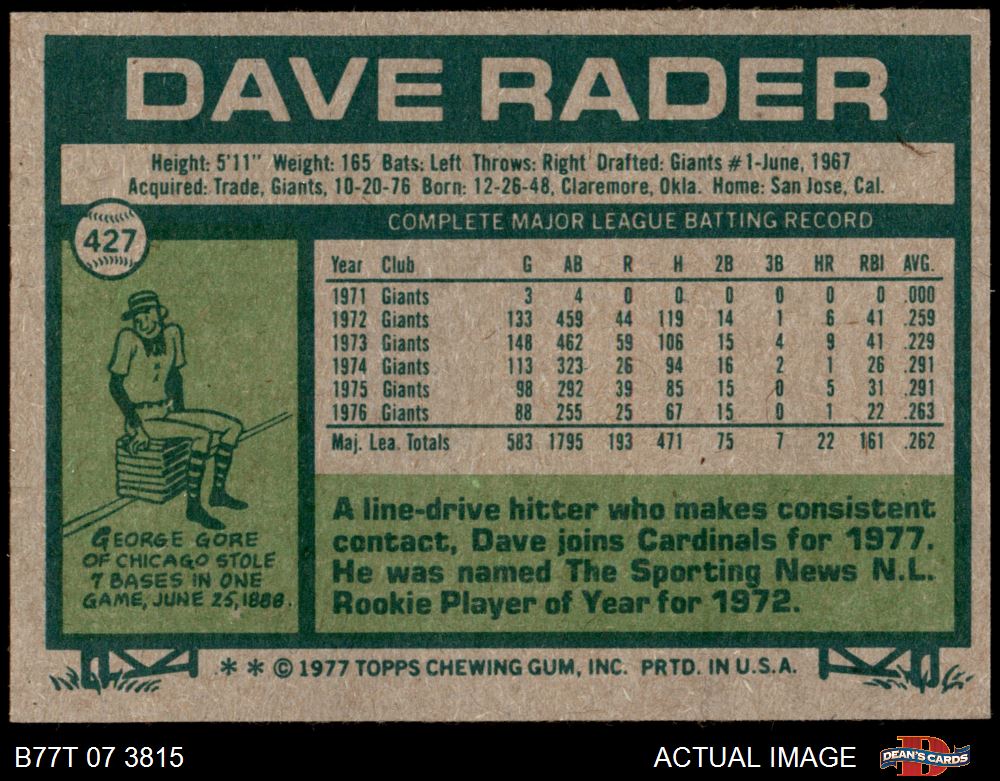 DAVE RADER
Height: 5'11" Weight: 165 Bats: Left Throws: Right Drafted: Giants #1-June, 1967
Acquired: Trade, Giants, 10-20-76 Born: 12-26-48, Claremore, Okla. Home: San Jose, Cal.
427
COMPLETE MAJOR LEAGUE BATTING RECORD
Year Club G AB R H 2B 3B HR RBI AVG.
1971 Giants 3 4 0 0 0 0 0 0 .000
1972 Giants 133 459 44 119 14 1 6 41 .259
1973 Giants 148 462 59 106 15 4 9 41 .229
1974 Giants 113 323 26 94 16 2 1 26 .291
1975 Giants 98 292 39 85 15 0 5 31 .291
1976 Giants 88 255 25 67 15 0 1 22 .263
Maj. Lea. Totals 583 1795 193 471 75 7 22 161 .262
GEORGE GORE
OF CHICAGO STOLE
7 BASES IN ONE
GAME, JUNE 25, 1888.
A line-drive hitter who makes consistent
contact, Dave joins Cardinals for 1977.
He was named The Sporting News N.L.
Rookie Player of Year for 1972.
** © 1977 TOPPS CHEWING GUM, INC. PRTD. IN U.S.A.
B77T 07 3815
ACTUAL IMAGE
D
DEAN'S CARDS